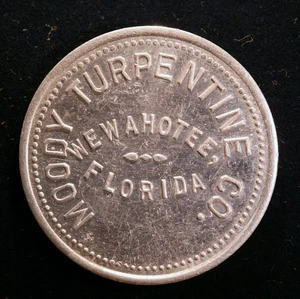 MOODY TURPENTINE CO.
WEWAHOTEE,
FLORIDA